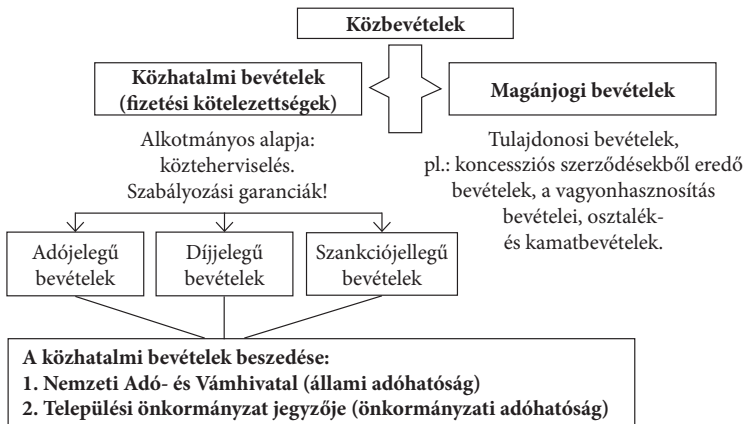 Közbevételek
Közhatalmi bevételek
(fizetési kötelezettségek)
Magánjogi bevételek
Alkotmányos alapja:
közteherviselés.
Szabályozási garanciák!
Tulajdonosi bevételek,
pl.: koncessziós szerződésekből eredő
bevételek, a vagyonhasznosítás
bevételei, osztalék-
és kamatbevételek.
Adójelegű
bevételek
Díjjelegű
bevételek
Szankciójellegű
bevételek
A közhatalmi bevételek beszedése:
1. Nemzeti Adó- és Vámhivatal (állami adóhatóság)
2. Települési önkormányzat jegyzője (önkormányzati adóhatóság)